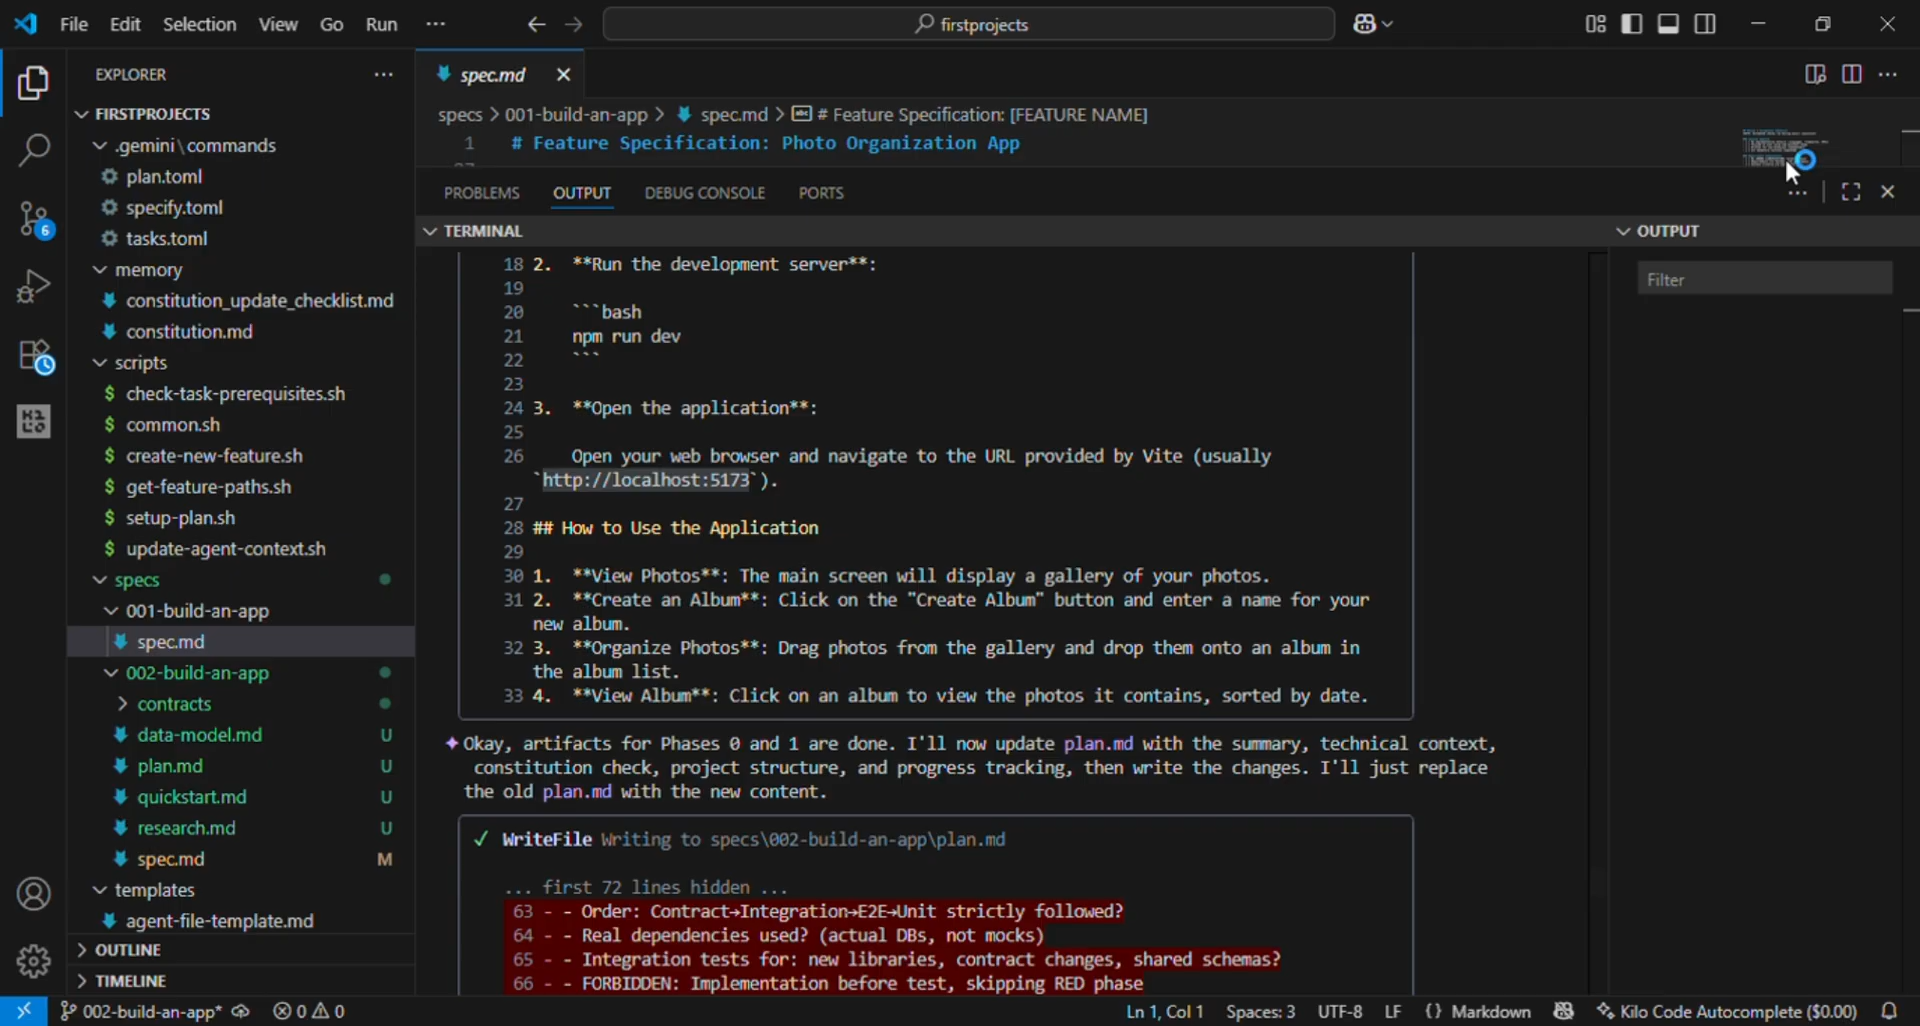 File Edit Selection View Go Run ···
firstprojects
EXPLORER
FIRSTPROJECTS
.gemini\commands
plan.toml
specify.toml
tasks.toml
memory
constitution_update_checklist.md
constitution.md
scripts
$ check-task-prerequisites.sh
$ common.sh
$ create-new-feature.sh
$ get-feature-paths.sh
$ setup-plan.sh
$ update-agent-context.sh
specs
001-build-an-app
spec.md
002-build-an-app
contracts
data-model.md U
plan.md U
quickstart.md U
research.md U
spec.md M
templates
agent-file-template.md
OUTLINE
TIMELINE
6
KILO
spec.md
specs > 001-build-an-app > spec.md > # Feature Specification: [FEATURE NAME]
1 # Feature Specification: Photo Organization App
PROBLEMS OUTPUT DEBUG CONSOLE PORTS
TERMINAL
18 2. **Run the development server**:
19
20 ```bash
21 npm run dev
22 ```
23
24 3. **Open the application**:
25
26 Open your web browser and navigate to the URL provided by Vite (usually
`http://localhost:5173`).
27
28 ## How to Use the Application
29
30 1. **View Photos**: The main screen will display a gallery of your photos.
31 2. **Create an Album**: Click on the "Create Album" button and enter a name for your
new album.
32 3. **Organize Photos**: Drag photos from the gallery and drop them onto an album in
the album list.
33 4. **View Album**: Click on an album to view the photos it contains, sorted by date.
✦ Okay, artifacts for Phases 0 and 1 are done. I'll now update plan.md with the summary, technical context,
constitution check, project structure, and progress tracking, then write the changes. I'll just replace
the old plan.md with the new content.
✓ WriteFile Writing to specs\002-build-an-app\plan.md
... first 72 lines hidden ...
63 - - Order: Contract→Integration→E2E→Unit strictly followed?
64 - - Real dependencies used? (actual DBs, not mocks)
65 - - Integration tests for: new libraries, contract changes, shared schemas?
66 - - FORBIDDEN: Implementation before test, skipping RED phase
OUTPUT
Filter
002-build-an-app* 0 0 Ln 1, Col 1 Spaces: 3 UTF-8 LF {} Markdown Kilo Code Autocomplete ($0.00)